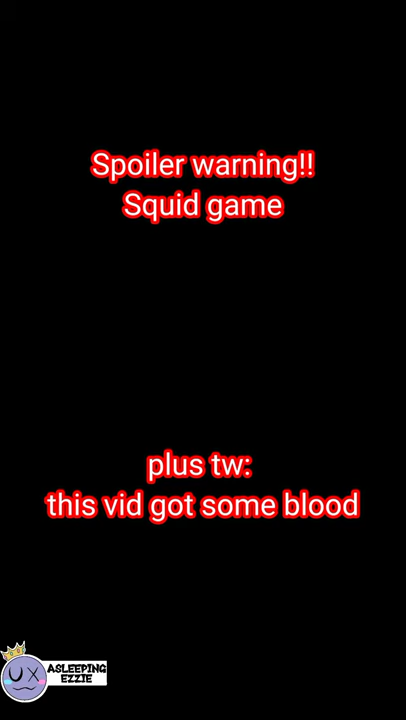 Spoiler warning!!
Squid game
plus tw:
this vid got some blood
ASLEEPING
EZZIE